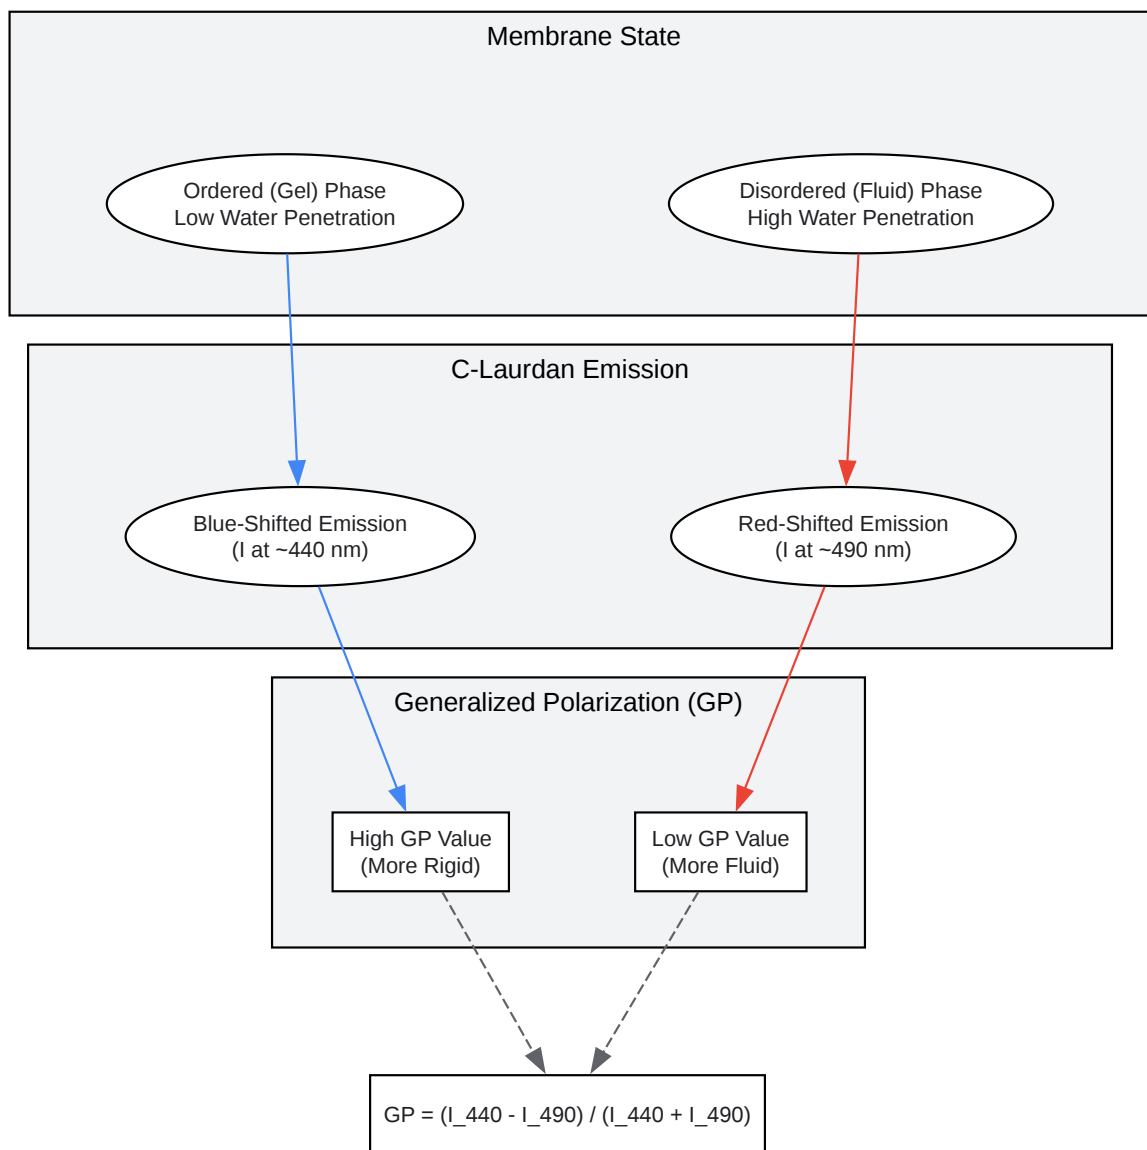 Membrane State
Ordered (Gel) Phase
Low Water Penetration
Disordered (Fluid) Phase
High Water Penetration
C-Laurdan Emission
Blue-Shifted Emission
(I at ~440 nm)
Red-Shifted Emission
(I at ~490 nm)
Generalized Polarization (GP)
High GP Value
(More Rigid)
Low GP Value
(More Fluid)
GP = (I_440 - I_490) / (I_440 + I_490)